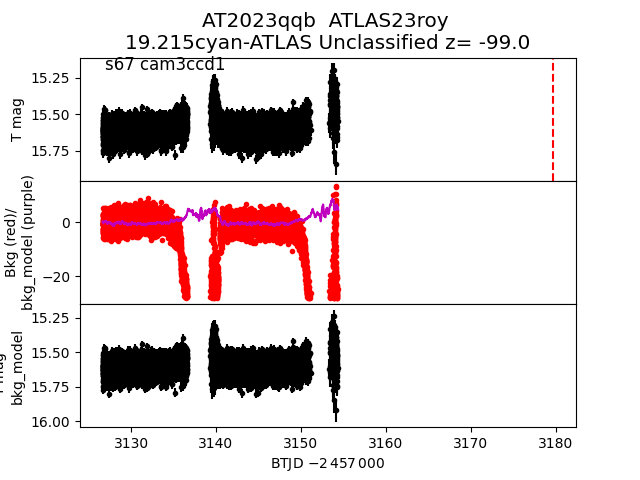 AT2023qqb  ATLAS23roy
19.215cyan-ATLAS Unclassified z= -99.0
s67 cam3ccd1
T mag
15.25
15.50
15.75
Bkg (red)/
bkg_model (purple)
0
−20
bkg_model
15.25
15.50
15.75
16.00
3130 3140 3150 3160 3170 3180
BTJD −2 457 000